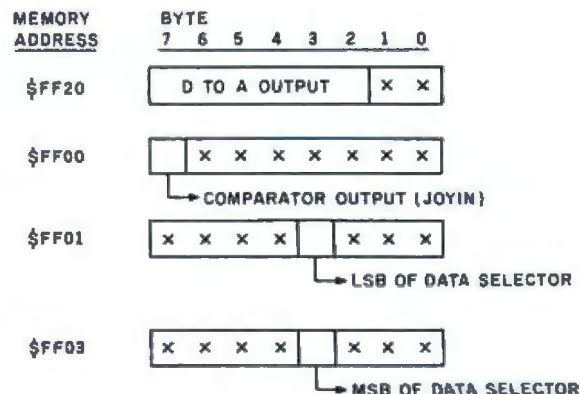 MEMORY BYTE
ADDRESS 7 6 5 4 3 2 1 0
$FF20 D TO A OUTPUT X X
$FF00 X X X X X X X
COMPARATOR OUTPUT (JOYIN)
$FF01 X X X X X X X
LSB OF DATA SELECTOR
$FF03 X X X X X X X
MSB OF DATA SELECTOR